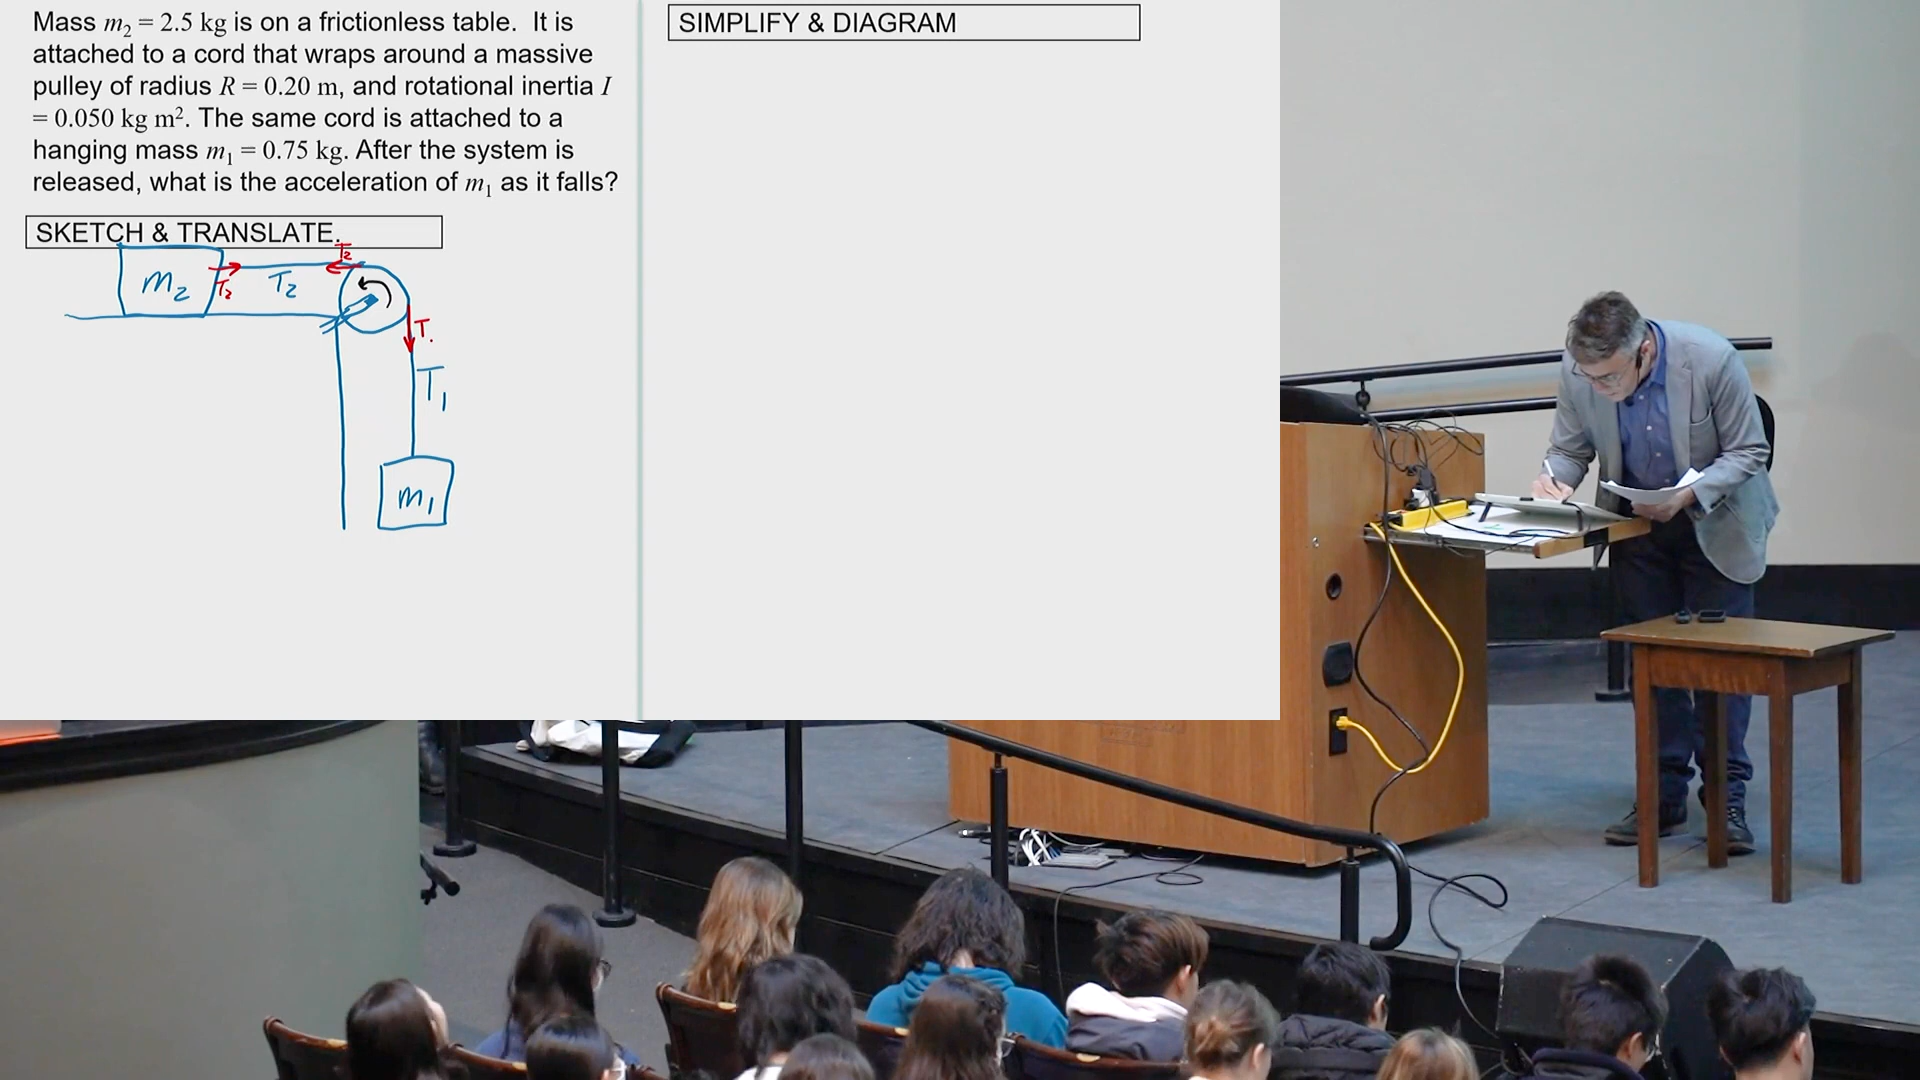 Mass m₂ = 2.5 kg is on a frictionless table. It is
attached to a cord that wraps around a massive
pulley of radius R = 0.20 m, and rotational inertia I
= 0.050 kg m². The same cord is attached to a
hanging mass m₁ = 0.75 kg. After the system is
released, what is the acceleration of m₁ as it falls?
SIMPLIFY & DIAGRAM
SKETCH & TRANSLATE.
T₂
m₂
T₂
T₂
T₁
T₁
m₁